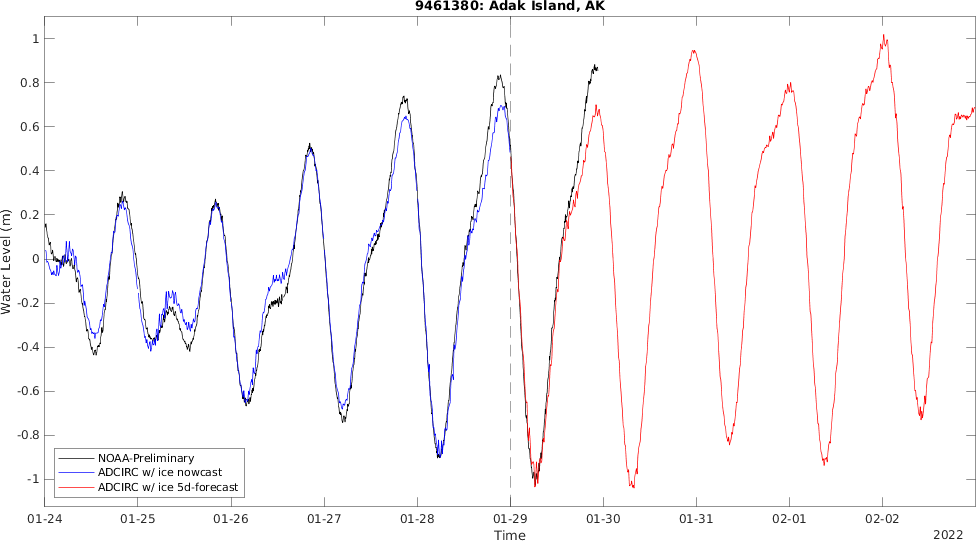 9461380: Adak Island, AK
1
0.8
0.6
0.4
0.2
0
-0.2
-0.4
-0.6
-0.8
-1
Water Level (m)
NOAA-Preliminary
ADCIRC w/ ice nowcast
ADCIRC w/ ice 5d-forecast
01-24 01-25 01-26 01-27 01-28 01-29 01-30 01-31 02-01 02-02
Time
2022